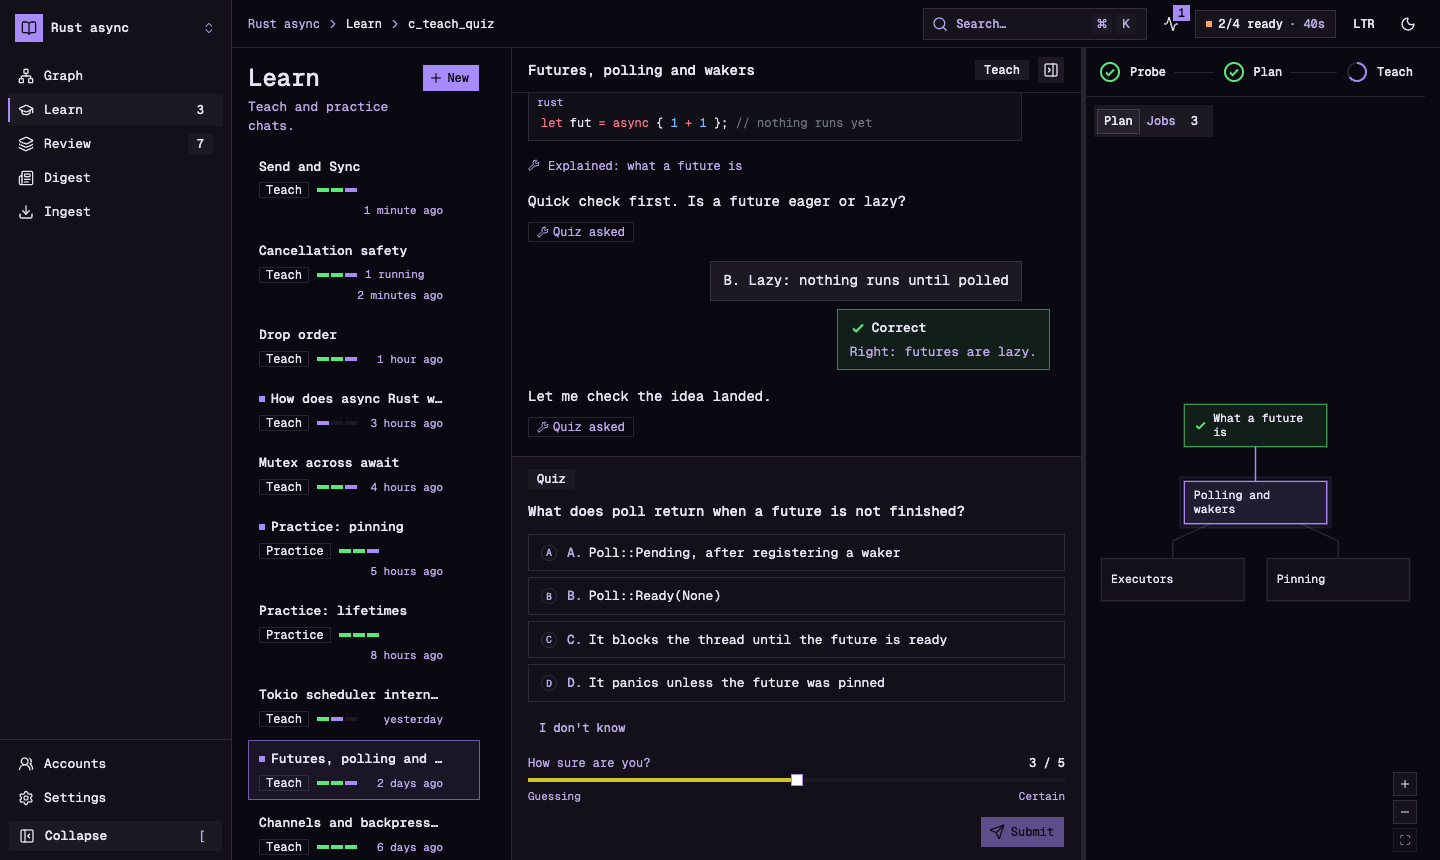 Rust async
Graph
Learn 3
Review 7
Digest
Ingest
Accounts
Settings
Collapse [
Rust async > Learn > c_teach_quiz
Search… ⌘ K
1
2/4 ready · 40s
LTR
Learn
+ New
Teach and practice
chats.
Send and Sync
Teach
1 minute ago
Cancellation safety
Teach 1 running
2 minutes ago
Drop order
Teach 1 hour ago
How does async Rust w…
Teach 3 hours ago
Mutex across await
Teach 4 hours ago
Practice: pinning
Practice
5 hours ago
Practice: lifetimes
Practice
8 hours ago
Tokio scheduler intern…
Teach yesterday
Futures, polling and …
Teach 2 days ago
Channels and backpress…
Teach 6 days ago
Futures, polling and wakers
Teach
rust
let fut = async { 1 + 1 }; // nothing runs yet
Explained: what a future is
Quick check first. Is a future eager or lazy?
Quiz asked
B. Lazy: nothing runs until polled
Correct
Right: futures are lazy.
Let me check the idea landed.
Quiz asked
Quiz
What does poll return when a future is not finished?
A A. Poll::Pending, after registering a waker
B B. Poll::Ready(None)
C C. It blocks the thread until the future is ready
D D. It panics unless the future was pinned
I don't know
How sure are you? 3 / 5
Guessing Certain
Submit
Probe Plan Teach
Plan Jobs 3
What a future
is
Polling and
wakers
Executors
Pinning
+
−